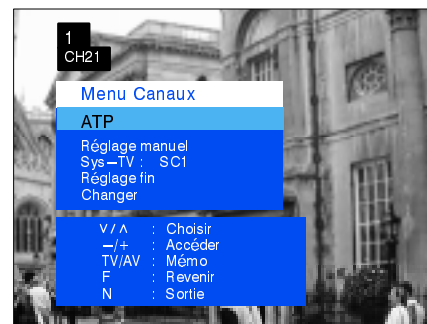 1
CH21
Menu Canaux
ATP
Réglage manuel
Sys–TV : SC1
Réglage fin
Changer
∨/∧ : Choisir
–/+ : Accéder
TV/AV : Mémo
F : Revenir
N : Sortie